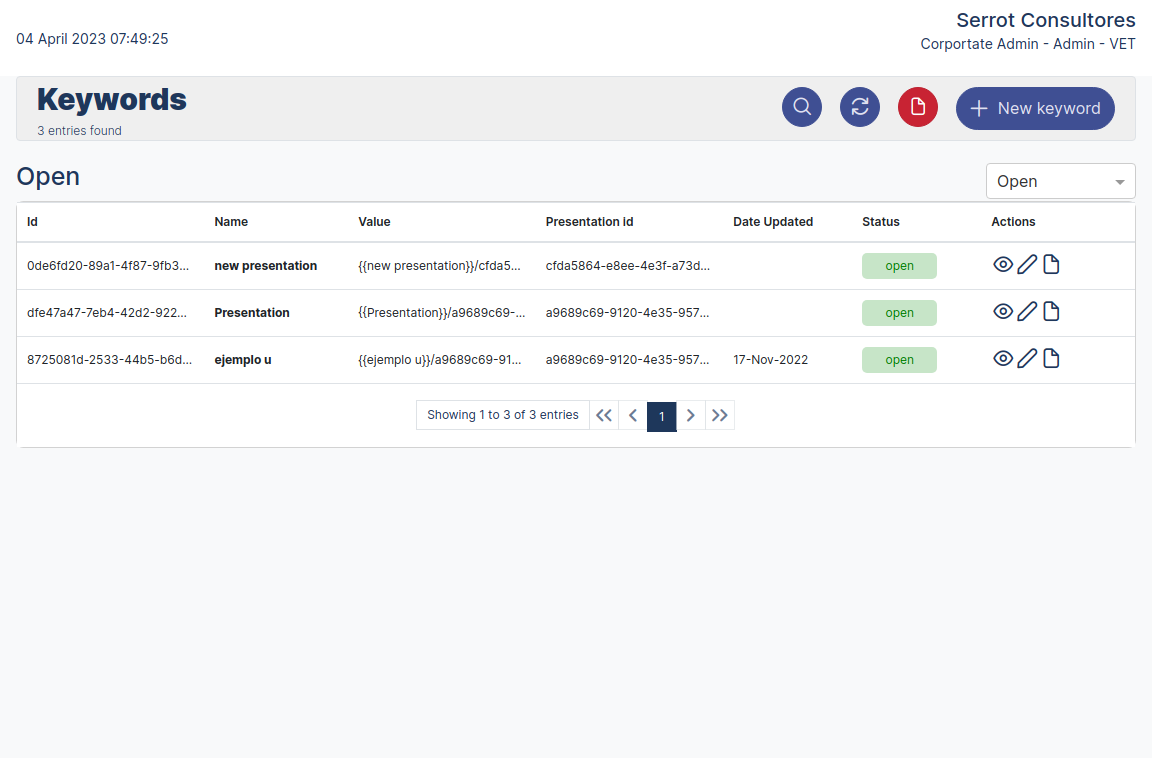 Serrot Consultores
04 April 2023 07:49:25
Corportate Admin - Admin - VET
Keywords
3 entries found
New keyword
Open
Open
Id Name Value Presentation id Date Updated Status Actions
0de6fd20-89a1-4f87-9fb3... new presentation {{new presentation}}/cfda5... cfda5864-e8ee-4e3f-a73d... open
dfe47a47-7eb4-42d2-922... Presentation {{Presentation}}/a9689c69-... a9689c69-9120-4e35-957... open
8725081d-2533-44b5-b6d... ejemplo u {{ejemplo u}}/a9689c69-91... a9689c69-9120-4e35-957... 17-Nov-2022 open
Showing 1 to 3 of 3 entries 1